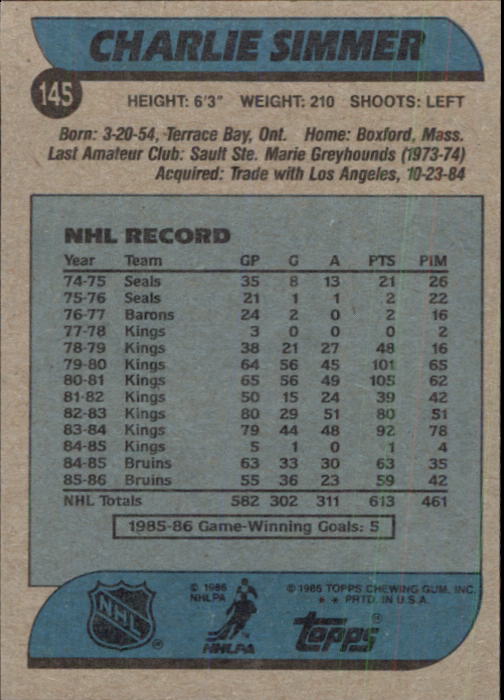 CHARLIE SIMMER
145
HEIGHT: 6'3" WEIGHT: 210 SHOOTS: LEFT
Born: 3-20-54, Terrace Bay, Ont. Home: Boxford, Mass.
Last Amateur Club: Sault Ste. Marie Greyhounds (1973-74)
Acquired: Trade with Los Angeles, 10-23-84
NHL RECORD
Year Team GP G A PTS PIM
74-75 Seals 35 8 13 21 26
75-76 Seals 21 1 1 2 22
76-77 Barons 24 2 0 2 16
77-78 Kings 3 0 0 0 2
78-79 Kings 38 21 27 48 16
79-80 Kings 64 56 45 101 65
80-81 Kings 65 56 49 105 62
81-82 Kings 50 15 24 39 42
82-83 Kings 80 29 51 80 51
83-84 Kings 79 44 48 92 78
84-85 Kings 5 1 0 1 4
84-85 Bruins 63 33 30 63 35
85-86 Bruins 55 36 23 59 42
NHL Totals 582 302 311 613 461
1985-86 Game-Winning Goals: 5
NHL
®
© 1986
NHLPA
NHLPA
© 1986 TOPPS CHEWING GUM, INC.
* * PRTD. IN U.S.A.
topps®